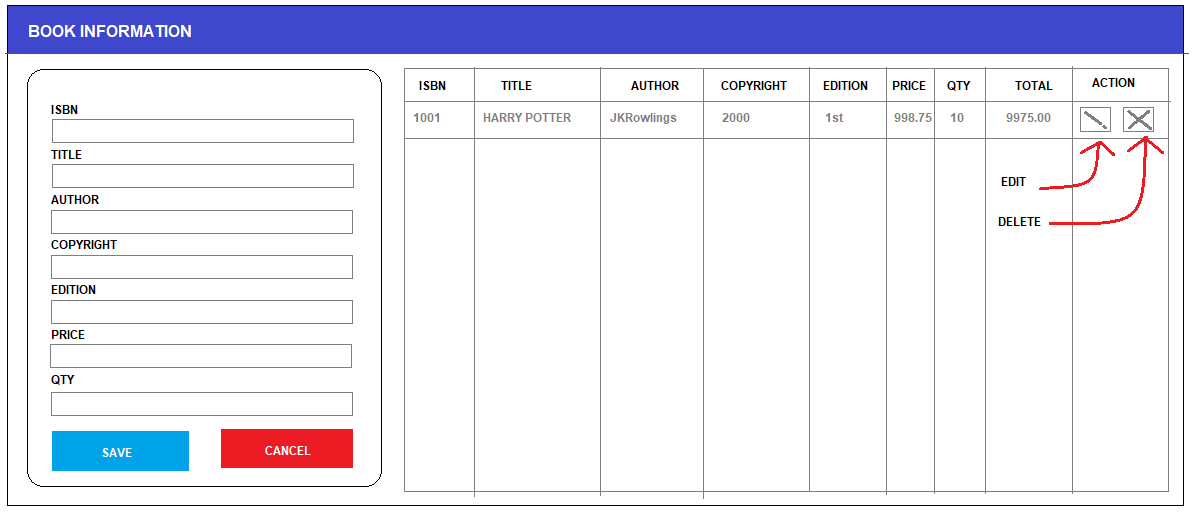 BOOK INFORMATION
ISBN
TITLE
AUTHOR
COPYRIGHT
EDITION
PRICE
QTY
SAVE CANCEL
ISBN TITLE AUTHOR COPYRIGHT EDITION PRICE QTY TOTAL ACTION
1001 HARRY POTTER JKRowlings 2000 1st 998.75 10 9975.00
EDIT
DELETE